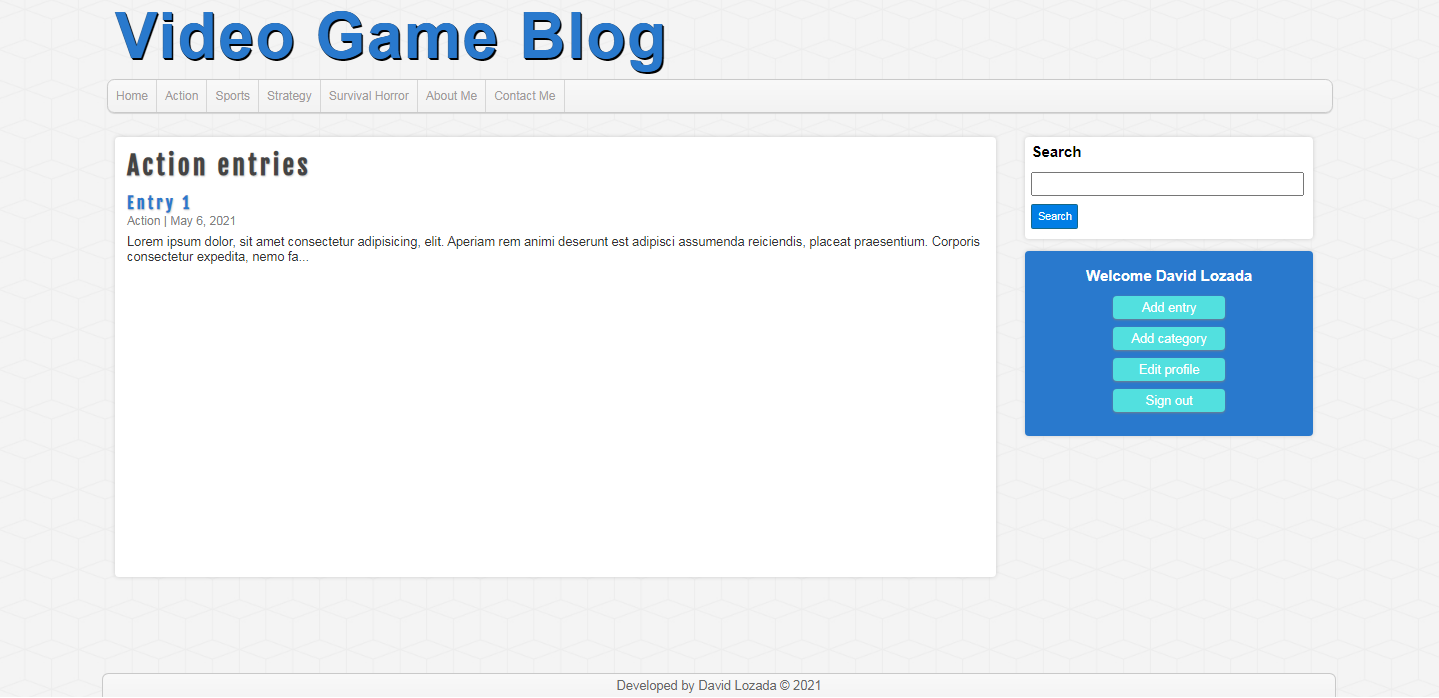 Video Game Blog
Home Action Sports Strategy Survival Horror About Me Contact Me
Action entries
Entry 1
Action | May 6, 2021
Lorem ipsum dolor, sit amet consectetur adipisicing, elit. Aperiam rem animi deserunt est adipisci assumenda reiciendis, placeat praesentium. Corporis
consectetur expedita, nemo fa...
Search
Search
Welcome David Lozada
Add entry
Add category
Edit profile
Sign out
Developed by David Lozada © 2021